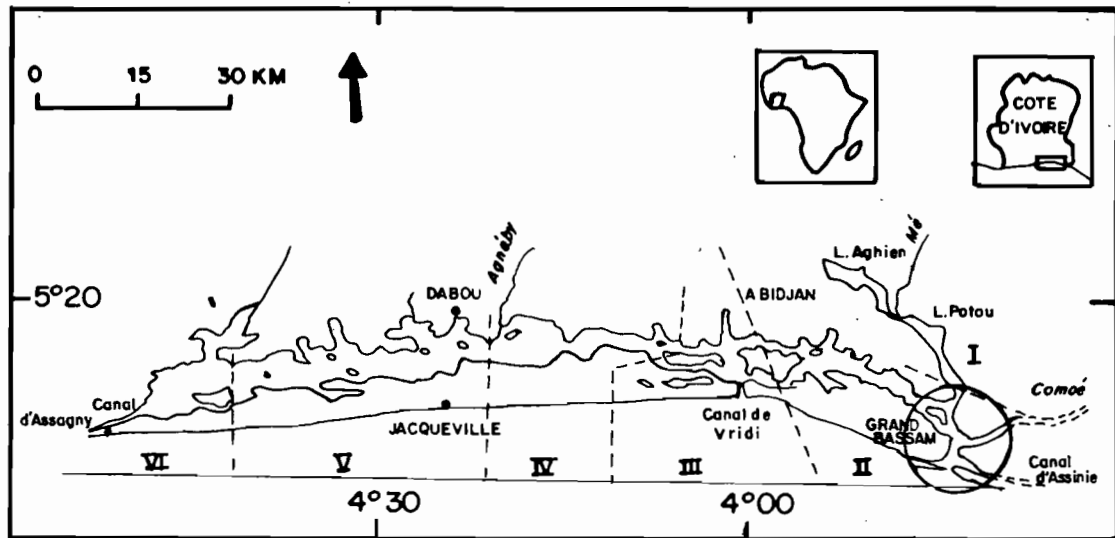 0 15 30 KM
COTE
D'IVOIRE
Mé
L. Aghien
Agnéby
5°20
DABOU
ABIDJAN
L. Potou
I
Canal
d'Assagny
JACQUEVILLE
Canal de
Vridi
GRAND
BASSAM
Comoé
Canal
d'Assinie
VI
V
IV
III
II
4°30
4°00